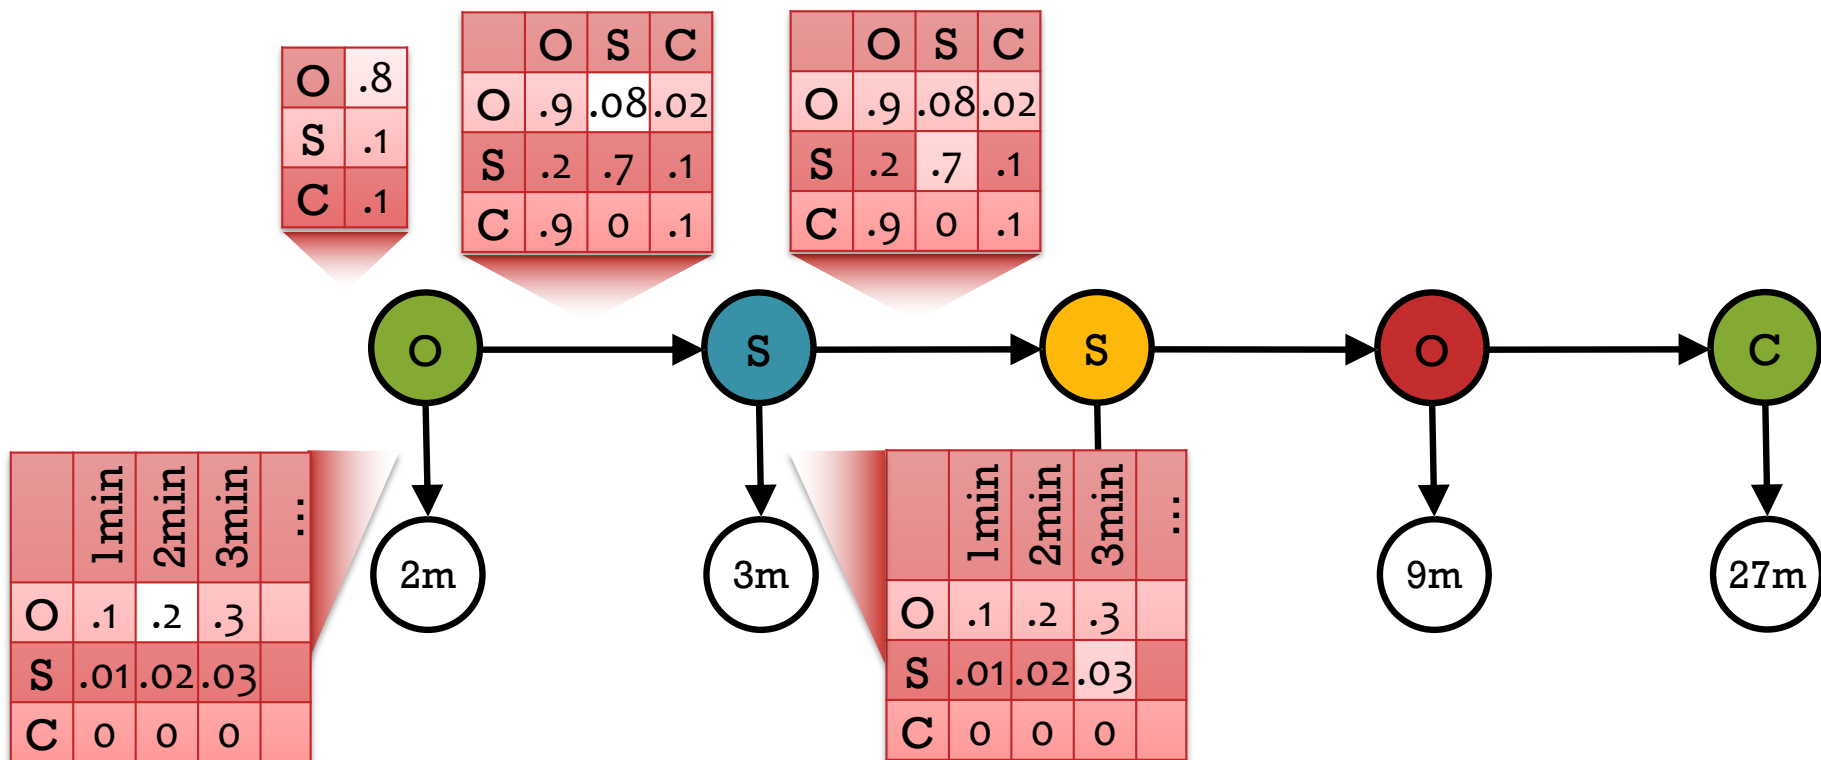 O .8
S .1
C .1
O S C
O .9 .08 .02
S .2 .7 .1
C .9 0 .1
O S C
O .9 .08 .02
S .2 .7 .1
C .9 0 .1
O S S O C
1min 2min 3min ...
O .1 .2 .3
S .01 .02 .03
C 0 0 0
2m 3m
1min 2min 3min ...
O .1 .2 .3
S .01 .02 .03
C 0 0 0
9m 27m